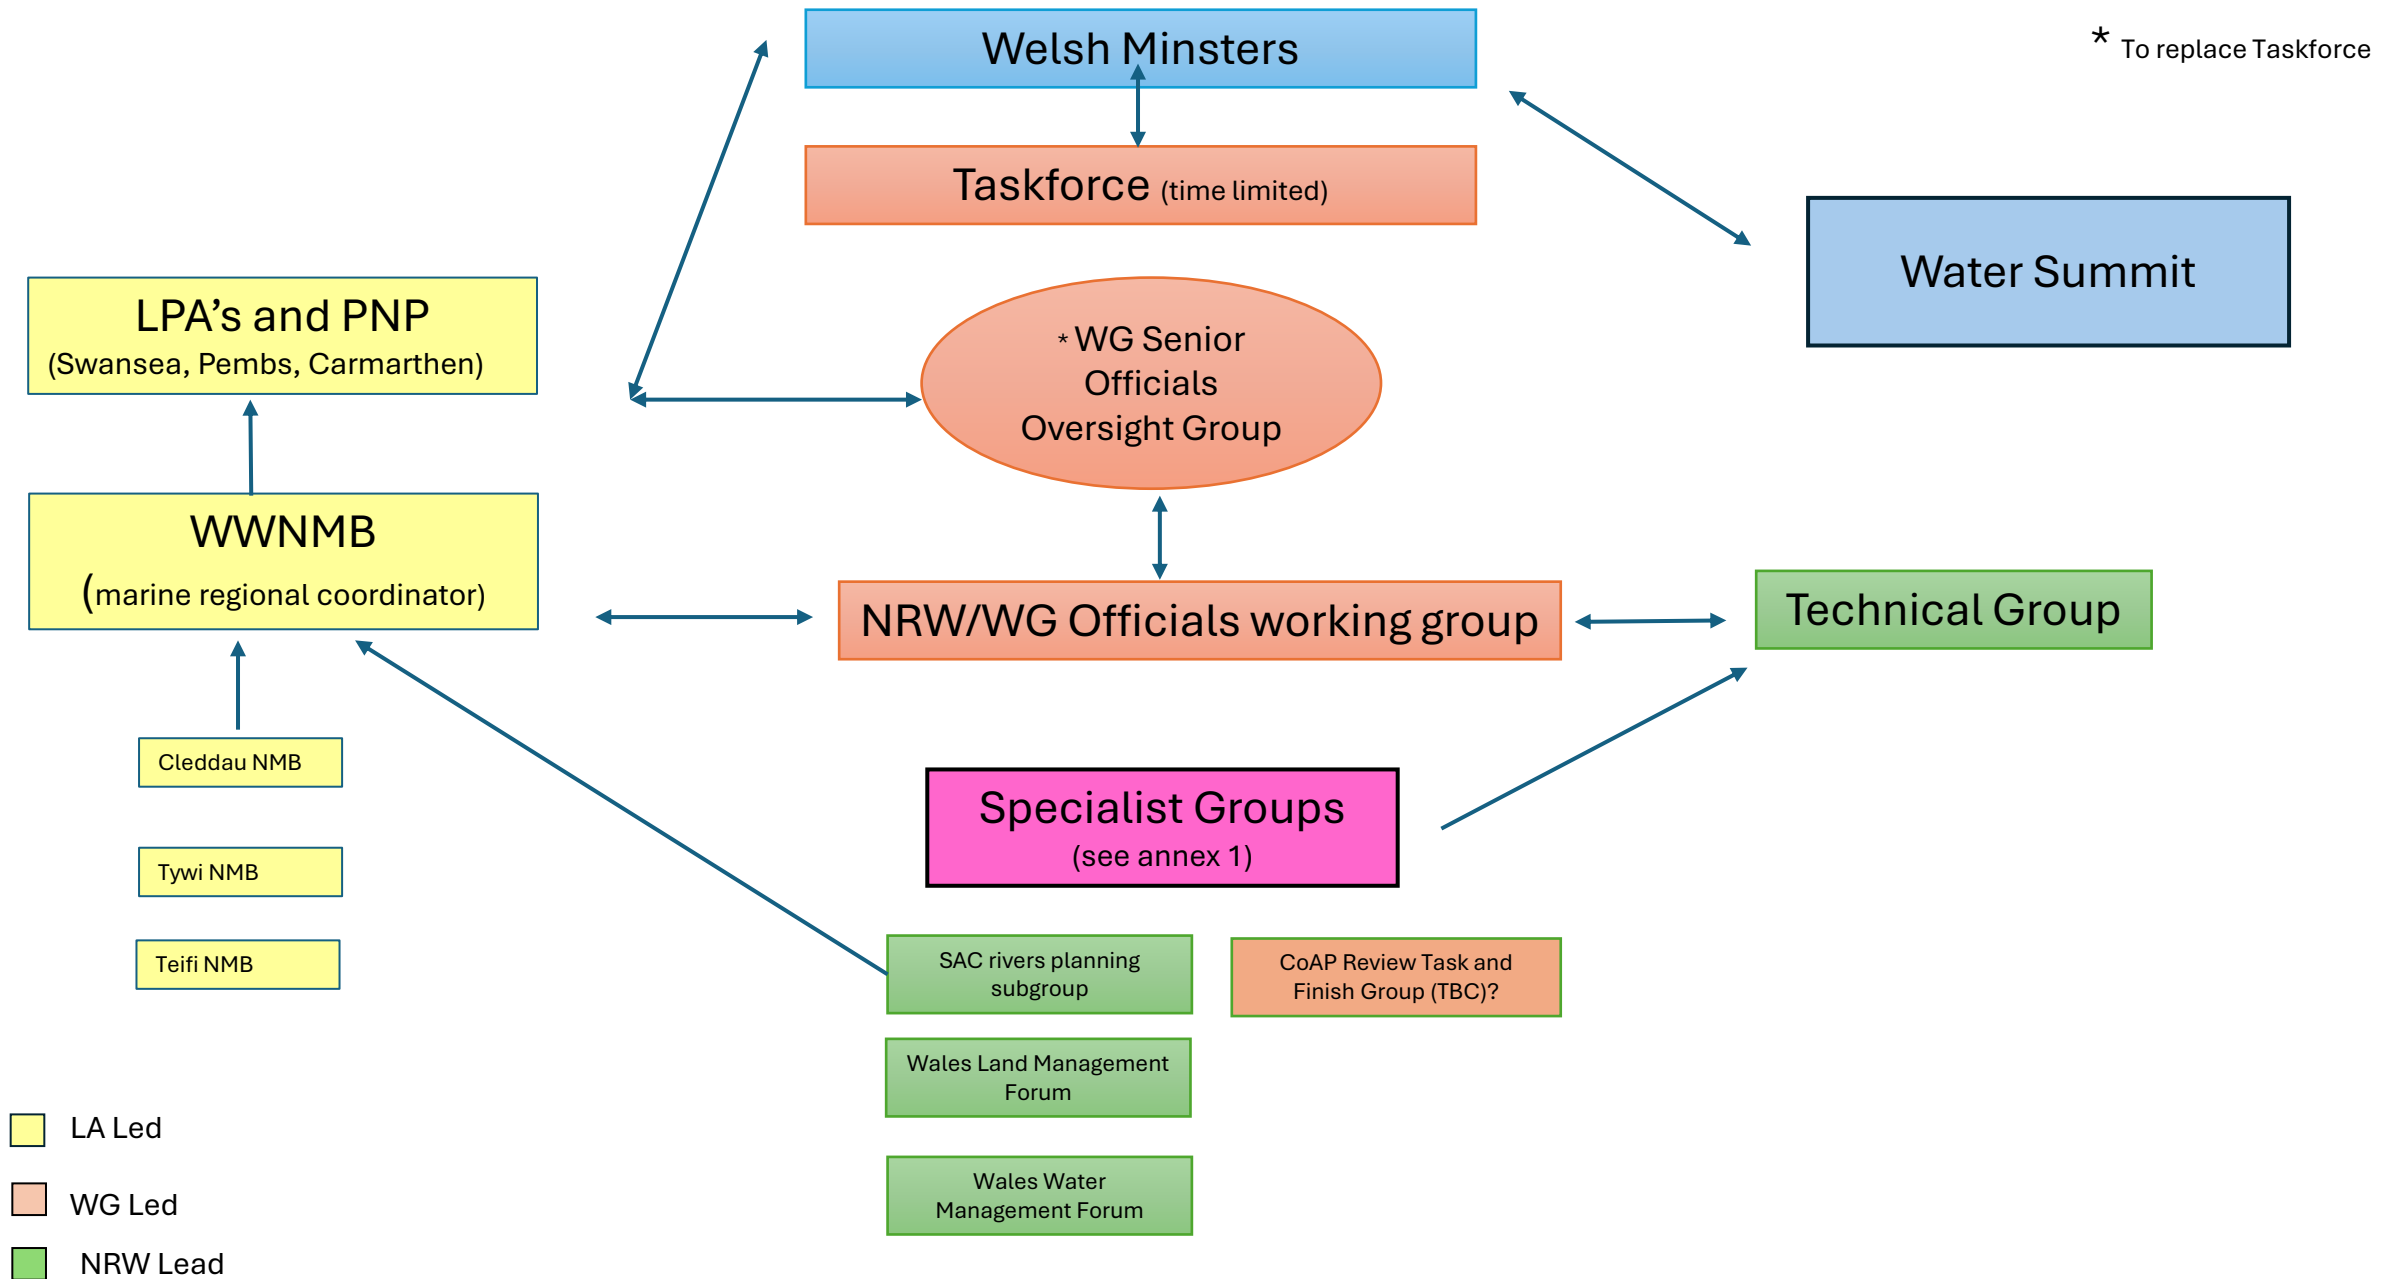 Welsh Minsters
* To replace Taskforce
Taskforce (time limited)
Water Summit
LPA’s and PNP
(Swansea, Pembs, Carmarthen)
* WG Senior
Officials
Oversight Group
WWNMB
(marine regional coordinator)
NRW/WG Officials working group
Technical Group
Cleddau NMB
Tywi NMB
Teifi NMB
Specialist Groups
(see annex 1)
SAC rivers planning
subgroup
CoAP Review Task and
Finish Group (TBC)?
Wales Land Management
Forum
Wales Water
Management Forum
LA Led
WG Led
NRW Lead